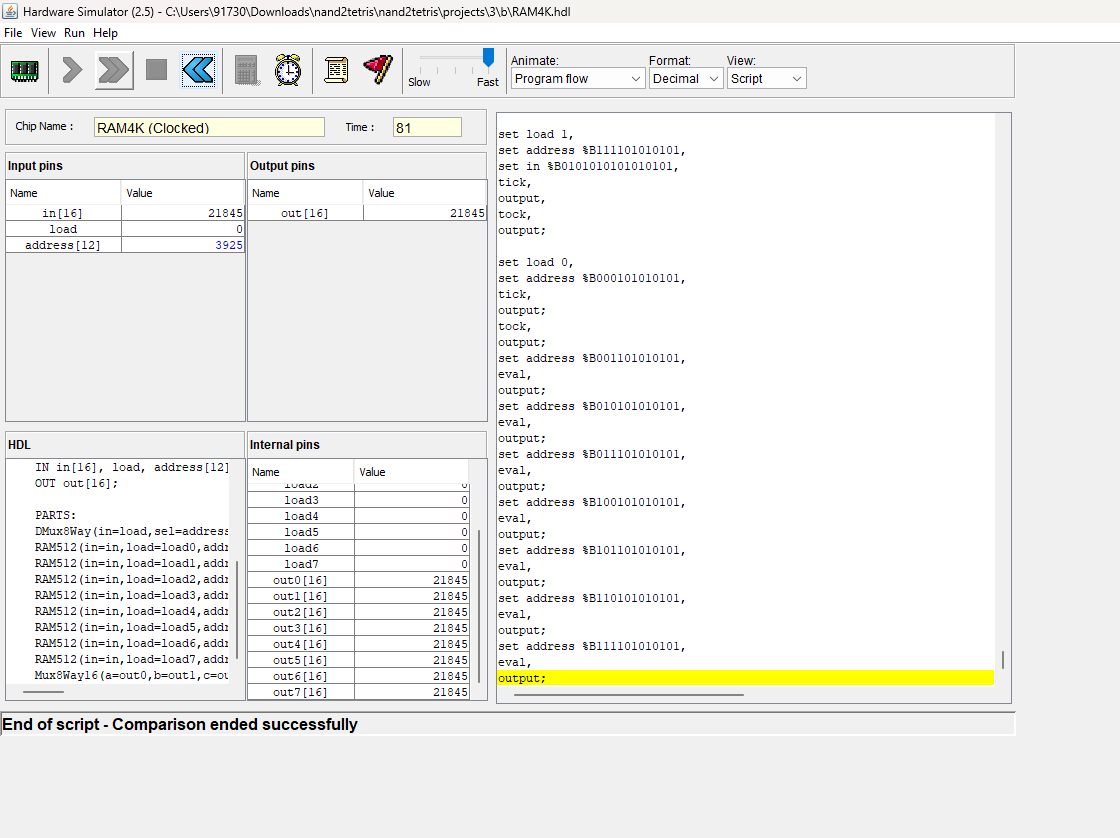 Hardware Simulator (2.5) - C:\Users\91730\Downloads\nand2tetris\nand2tetris\projects\3\b\RAM4K.hdl
File View Run Help
Slow Fast
Animate: Format: View:
Program flow Decimal Script
Chip Name : RAM4K (Clocked) Time : 81
Input pins
Name Value
in[16] 21845
load 0
address[12] 3925
Output pins
Name Value
out[16] 21845
HDL
IN in[16], load, address[12]
OUT out[16];
PARTS:
DMux8Way(in=load,sel=address
RAM512(in=in,load=load0,addr
RAM512(in=in,load=load1,addr
RAM512(in=in,load=load2,addr
RAM512(in=in,load=load3,addr
RAM512(in=in,load=load4,addr
RAM512(in=in,load=load5,addr
RAM512(in=in,load=load6,addr
RAM512(in=in,load=load7,addr
Mux8Way16(a=out0,b=out1,c=ou
Internal pins
Name Value
load2 0
load3 0
load4 0
load5 0
load6 0
load7 0
out0[16] 21845
out1[16] 21845
out2[16] 21845
out3[16] 21845
out4[16] 21845
out5[16] 21845
out6[16] 21845
out7[16] 21845
set load 1,
set address %B111101010101,
set in %B0101010101010101,
tick,
output,
tock,
output;
set load 0,
set address %B000101010101,
tick,
output;
tock,
output;
set address %B001101010101,
eval,
output;
set address %B010101010101,
eval,
output;
set address %B011101010101,
eval,
output;
set address %B100101010101,
eval,
output;
set address %B101101010101,
eval,
output;
set address %B110101010101,
eval,
output;
set address %B111101010101,
eval,
output;
End of script - Comparison ended successfully